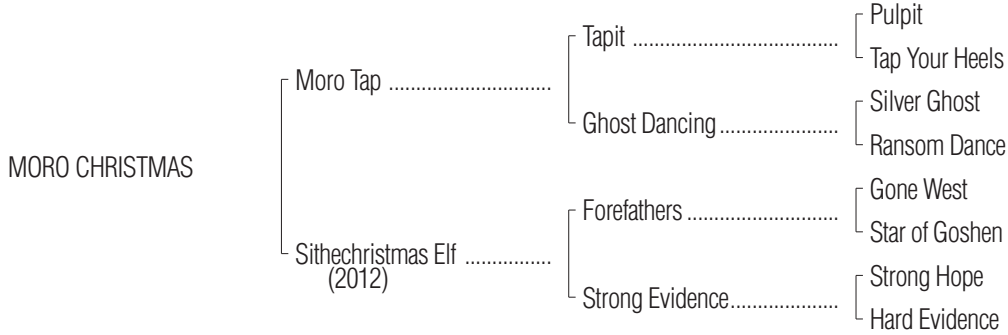 Pulpit
Tapit ......................................
Tap Your Heels
Moro Tap ..............................
Silver Ghost
Ghost Dancing......................
Ransom Dance
MORO CHRISTMAS
Gone West
Forefathers ............................
Star of Goshen
Sithechristmas Elf ................
(2012)
Strong Hope
Strong Evidence....................
Hard Evidence